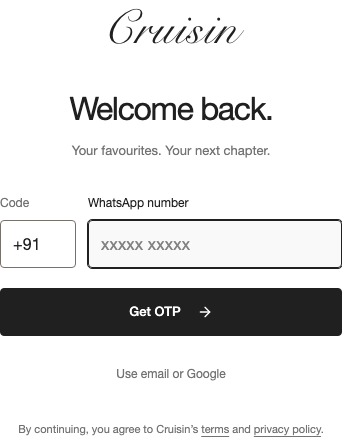 Cruisin
Welcome back.
Your favourites. Your next chapter.
Code
WhatsApp number
+91
xxxxx xxxxx
Get OTP →
Use email or Google
By continuing, you agree to Cruisin's terms and privacy policy.